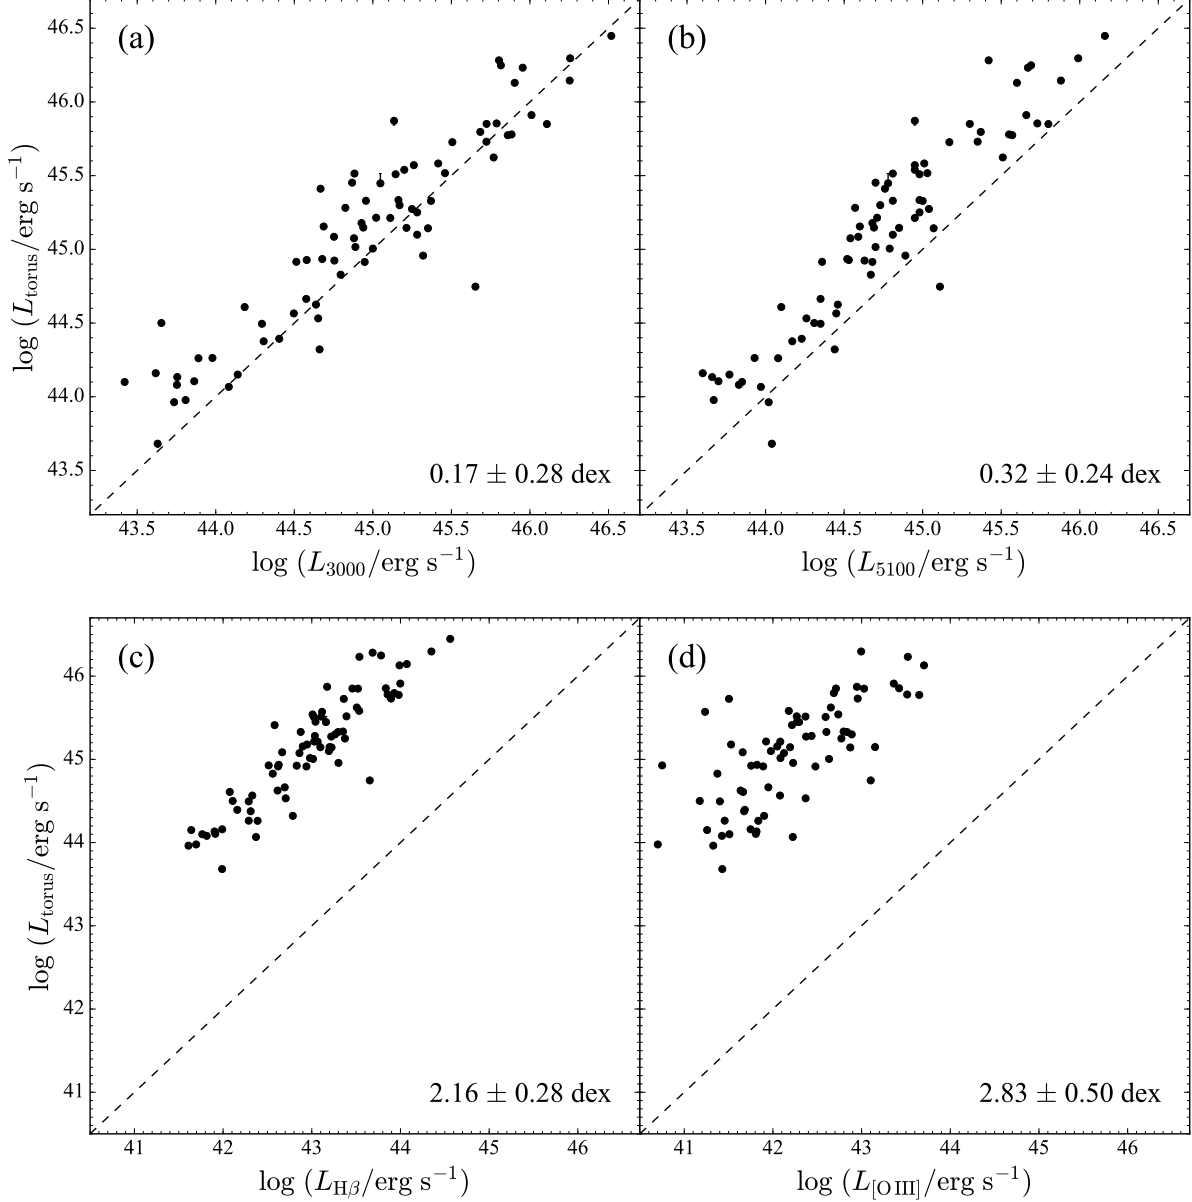 (a)
(b)
log (L_torus/erg s⁻¹)
46.5
46.0
45.5
45.0
44.5
44.0
43.5
0.17 ± 0.28 dex
0.32 ± 0.24 dex
43.5 44.0 44.5 45.0 45.5 46.0 46.5
43.5 44.0 44.5 45.0 45.5 46.0 46.5
log (L₃₀₀₀/erg s⁻¹)
log (L₅₁₀₀/erg s⁻¹)
(c)
(d)
log (L_torus/erg s⁻¹)
46
45
44
43
42
41
2.16 ± 0.28 dex
2.83 ± 0.50 dex
41 42 43 44 45 46
41 42 43 44 45 46
log (L_Hβ/erg s⁻¹)
log (L_[O III]/erg s⁻¹)